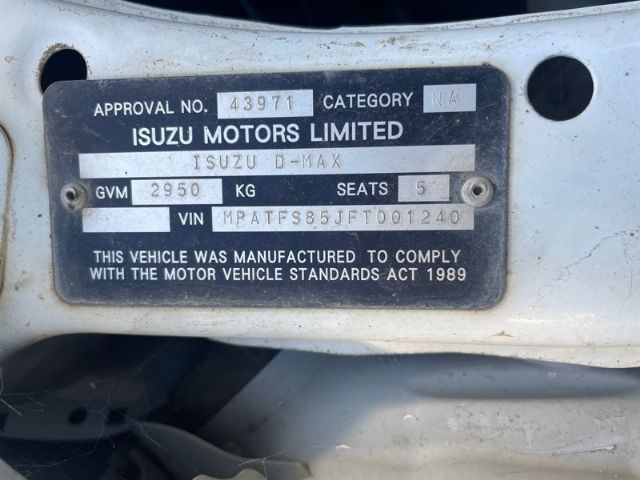 APPROVAL NO. 43971 CATEGORY NA
ISUZU MOTORS LIMITED
ISUZU D-MAX
GVM 2950 KG SEATS 5
VIN MPATFS85JFT001240
THIS VEHICLE WAS MANUFACTURED TO COMPLY
WITH THE MOTOR VEHICLE STANDARDS ACT 1989